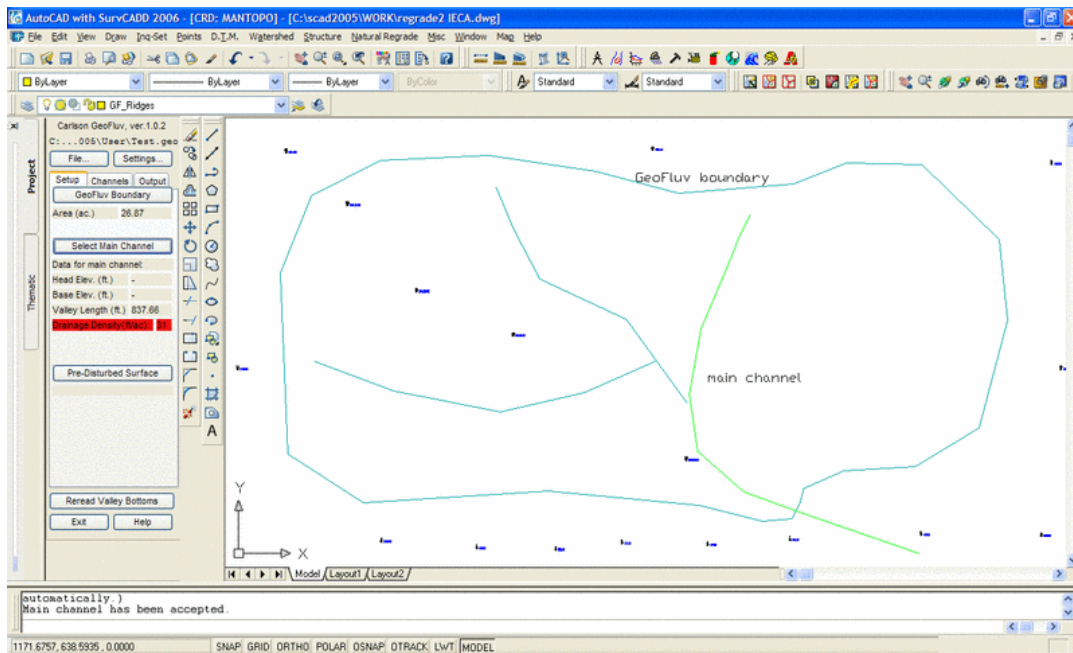 AutoCAD with SurvCADD 2006 - [CRD: MANTOPO] - [C:\scad2005\WORK\regrade2 IECA.dwg]
File Edit View Draw Inq-Set Points D.T.M. Watershed Structure Natural Regrade Misc Window Map Help
ByLayer ByLayer ByLayer ByColor Standard Standard
GF_Ridges
Carlson GeoFluv, ver.1.0.2
C:...005\User\Test.geo
File... Settings...
Setup Channels Output
GeoFluv Boundary
Area (ac.) 26.87
Select Main Channel
Data for main channel:
Head Elev. (ft.) -
Base Elev. (ft.) -
Valley Length (ft.) 837.66
Drainage Density(ft/ac): 31
Pre-Disturbed Surface
Reread Valley Bottoms
Exit Help
Project
Thematic
GeoFluv boundary
main channel
Y
X
Model Layout1 Layout2
automatically.)
Main channel has been accepted.
1171.6757, 638.5935 , 0.0000 SNAP GRID ORTHO POLAR OSNAP OTRACK LWT MODEL